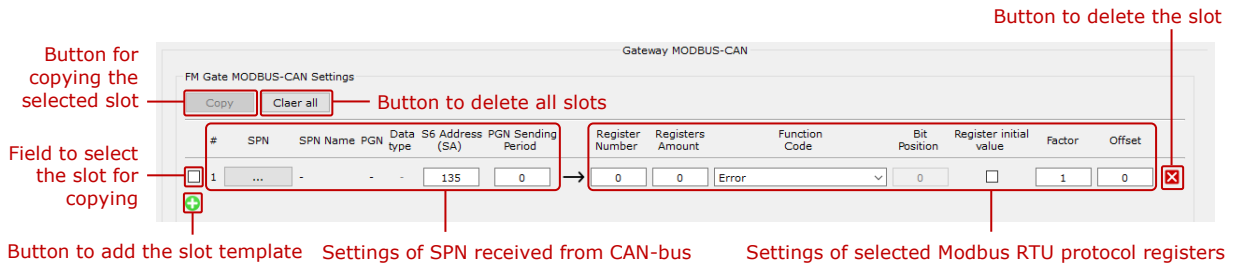 Button to delete the slot
Gateway MODBUS-CAN
Button for
copying the
selected slot
FM Gate MODBUS-CAN Settings
Copy
Claer all
Button to delete all slots
# SPN SPN Name PGN Data type S6 Address (SA) PGN Sending Period Register Number Registers Amount Function Code Bit Position Register initial value Factor Offset
Field to select
the slot for
copying
1 ... - - - 135 0 → 0 0 Error 0 1 0
Button to add the slot template
Settings of SPN received from CAN-bus
Settings of selected Modbus RTU protocol registers